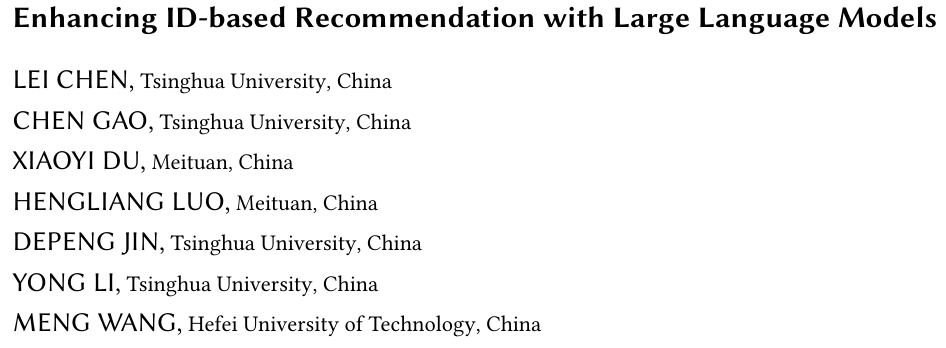 Enhancing ID-based Recommendation with Large Language Models
LEI CHEN, Tsinghua University, China
CHEN GAO, Tsinghua University, China
XIAOYI DU, Meituan, China
HENGLIANG LUO, Meituan, China
DEPENG JIN, Tsinghua University, China
YONG LI, Tsinghua University, China
MENG WANG, Hefei University of Technology, China